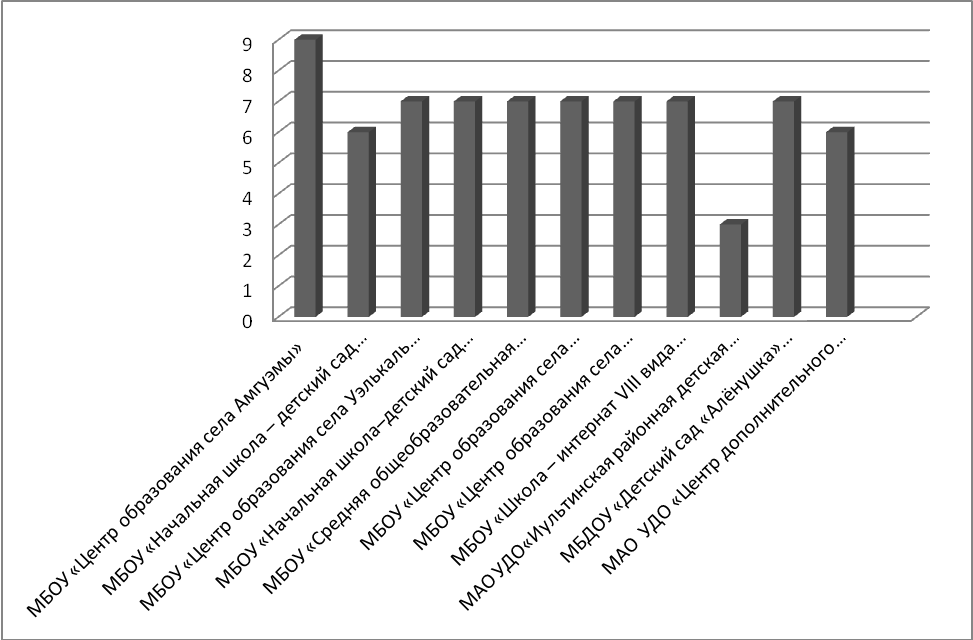 9
8
7
6
5
4
3
2
1
0
МБОУ «Центр образования села Амгуэмы»
МБОУ «Начальная школа – детский сад...
МБОУ «Центр образования села Уэлькаль...
МБОУ «Начальная школа–детский сад...
МБОУ «Средняя общеобразовательная...
МБОУ «Центр образования села...
МБОУ «Центр образования села...
МБОУ «Школа – интернат VIII вида...
МАО УДО«Иультинская районная детская...
МБДОУ «Детский сад «Алёнушка»...
МАО УДО «Центр дополнительного...